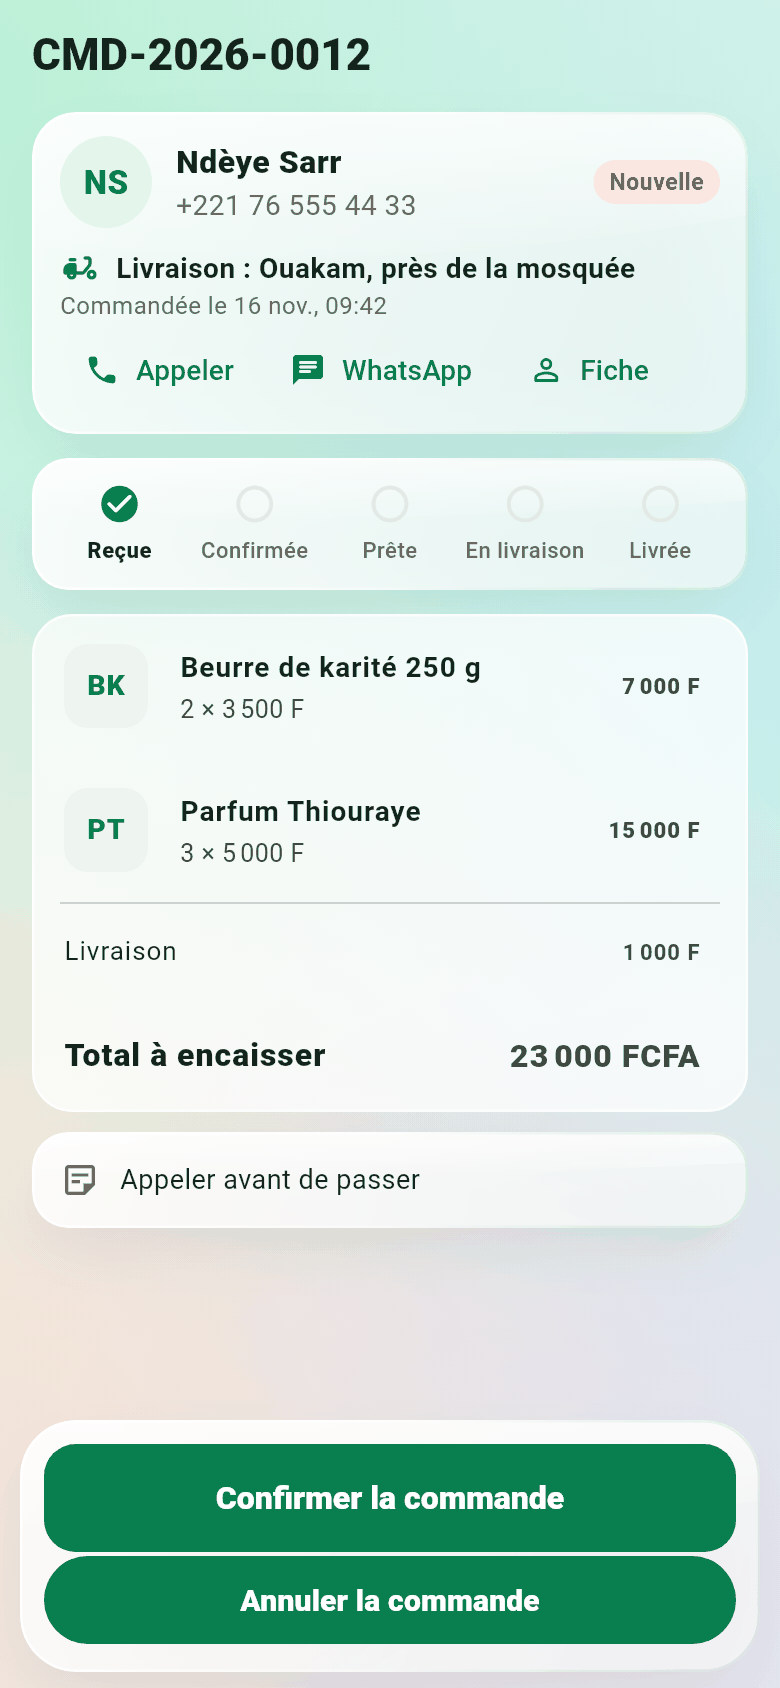 CMD-2026-0012
NS
Ndèye Sarr
Nouvelle
+221 76 555 44 33
Livraison : Ouakam, près de la mosquée
Commandée le 16 nov., 09:42
Appeler WhatsApp Fiche
Reçue Confirmée Prête En livraison Livrée
BK
Beurre de karité 250 g
7 000 F
2 × 3 500 F
PT
Parfum Thiouraye
15 000 F
3 × 5 000 F
Livraison 1 000 F
Total à encaisser 23 000 FCFA
Appeler avant de passer
Confirmer la commande
Annuler la commande